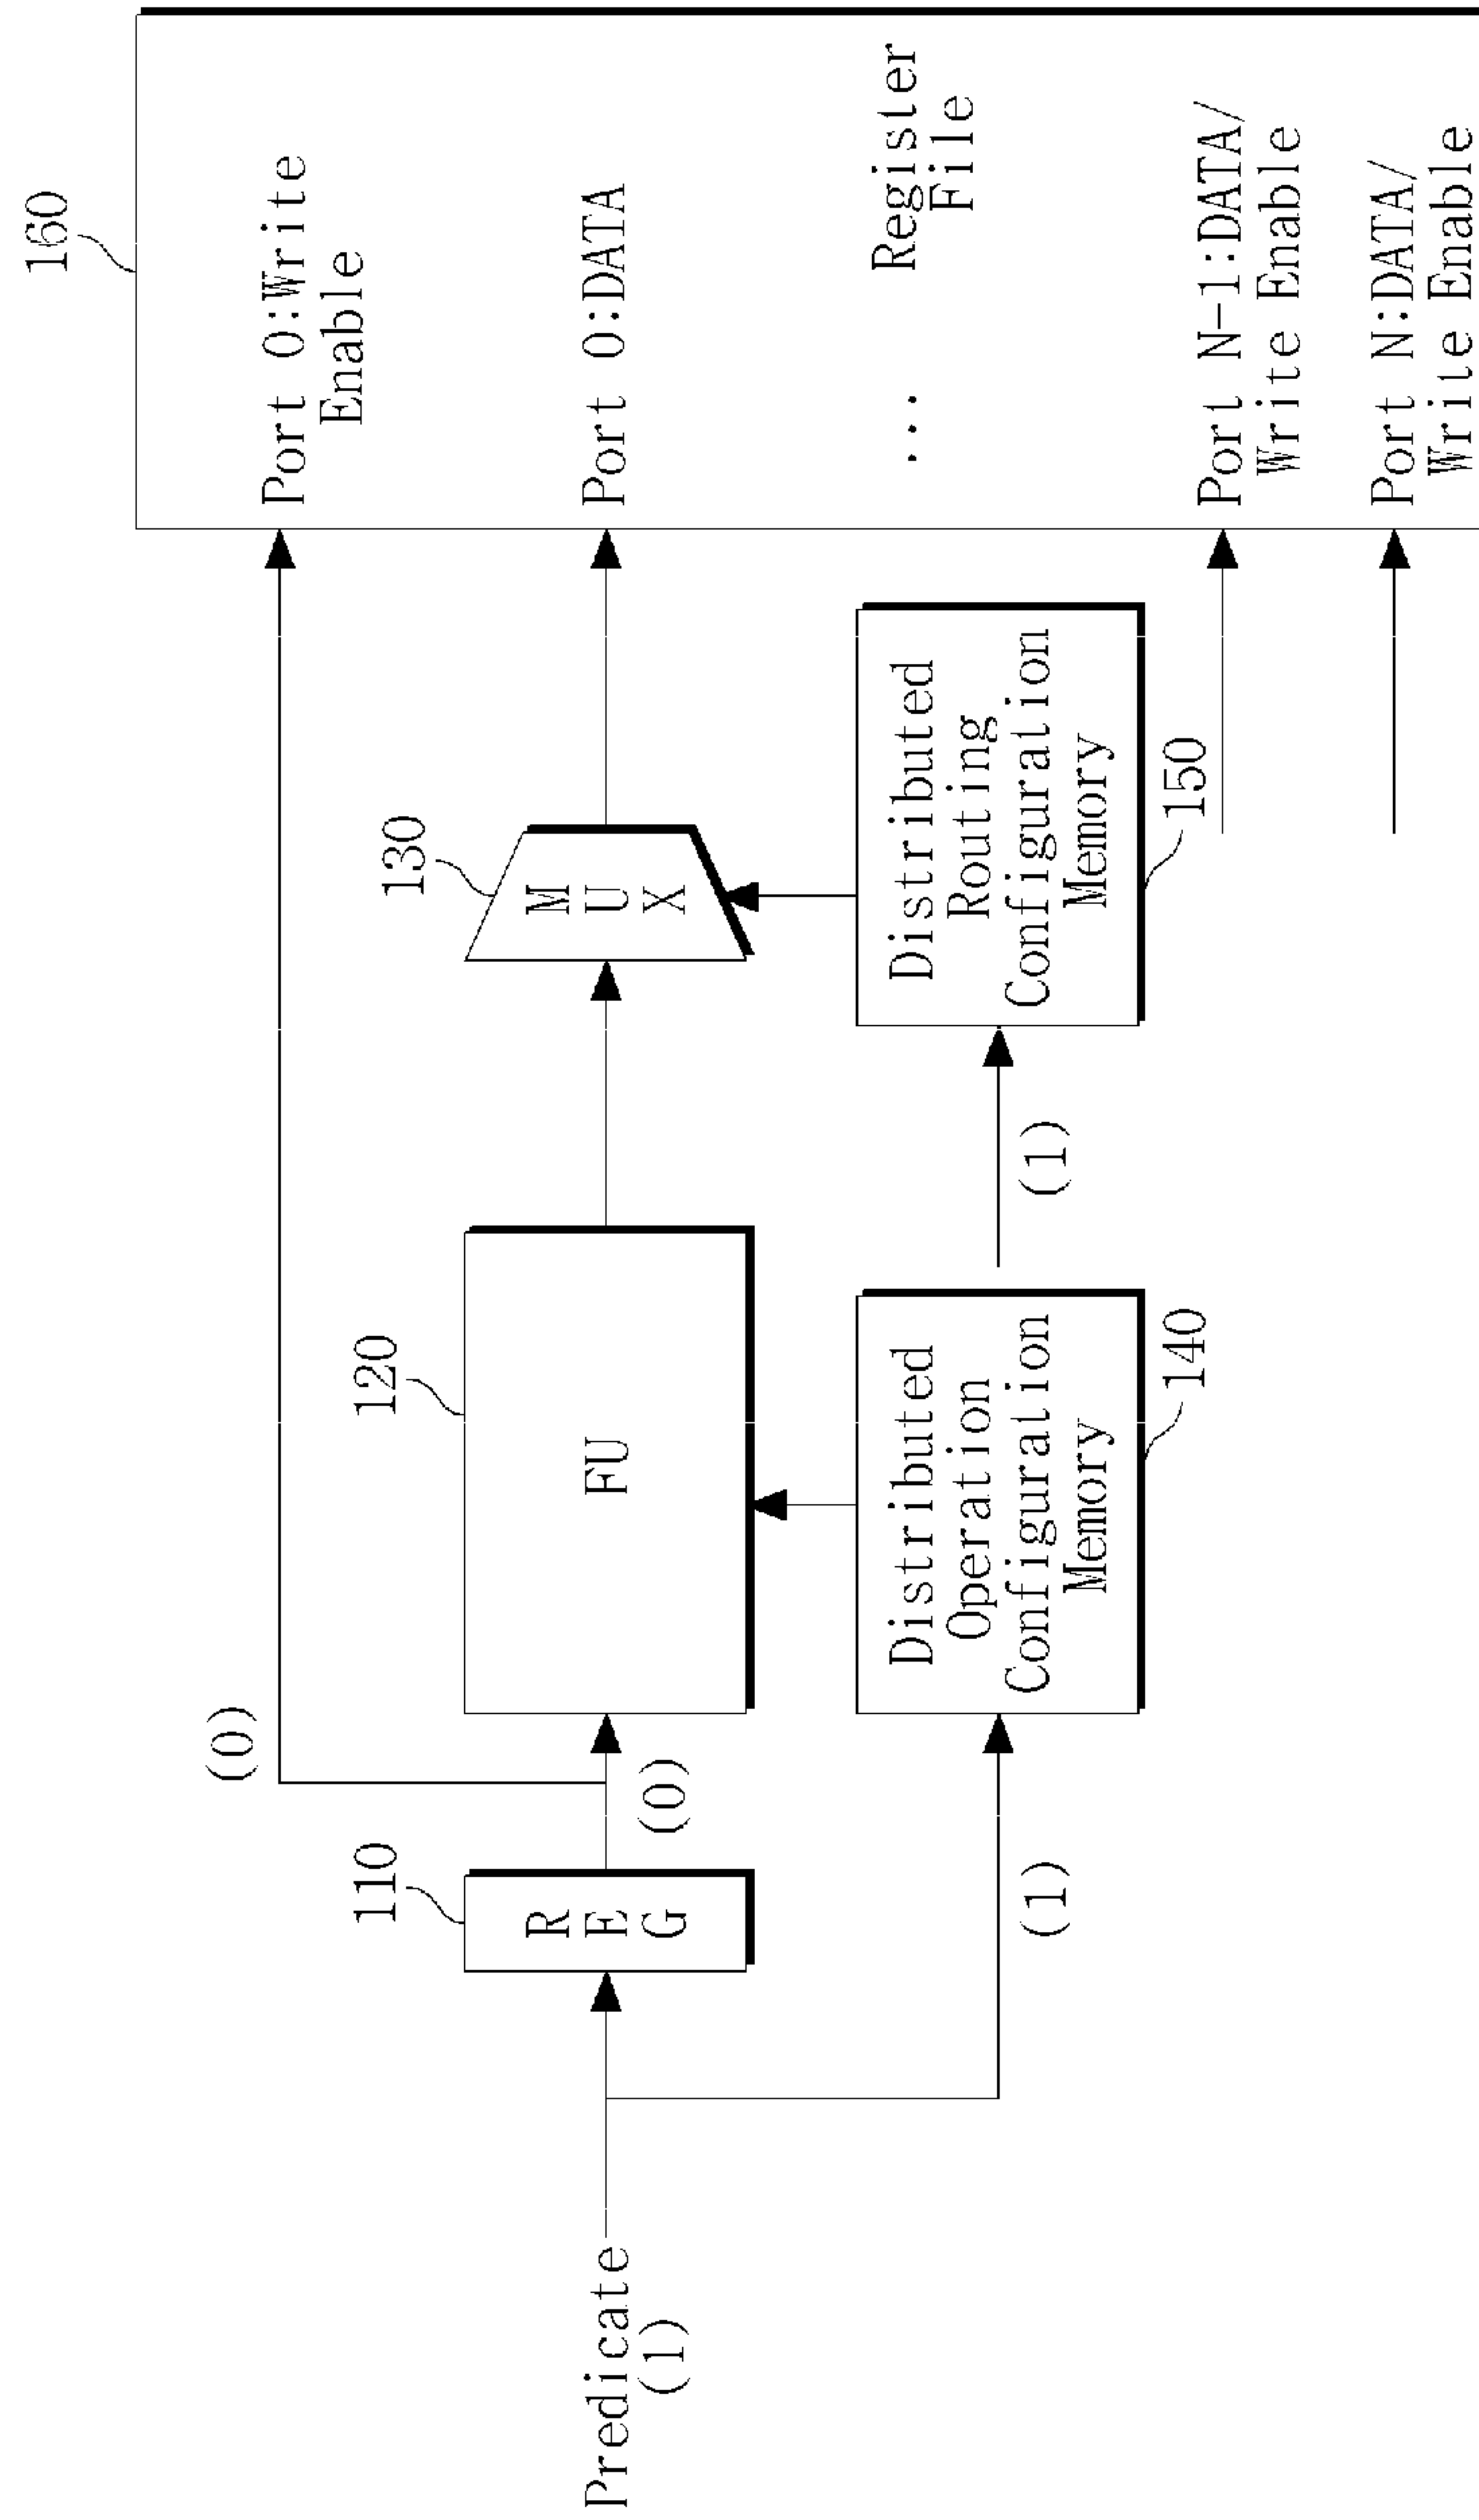 160
(0)
Port 0:Write
Enable
110
120
130
Predicate
(1)
R
E
G
(0)
FU
M
U
X
Port 0:DATA
...
Register
File
(1)
Distributed
Operation
Configuration
Memory
140
(1)
Distributed
Routing
Configuration
Memory
150
Port N-1:DATA/
Write Enable
Port N:DATA/
Write Enable